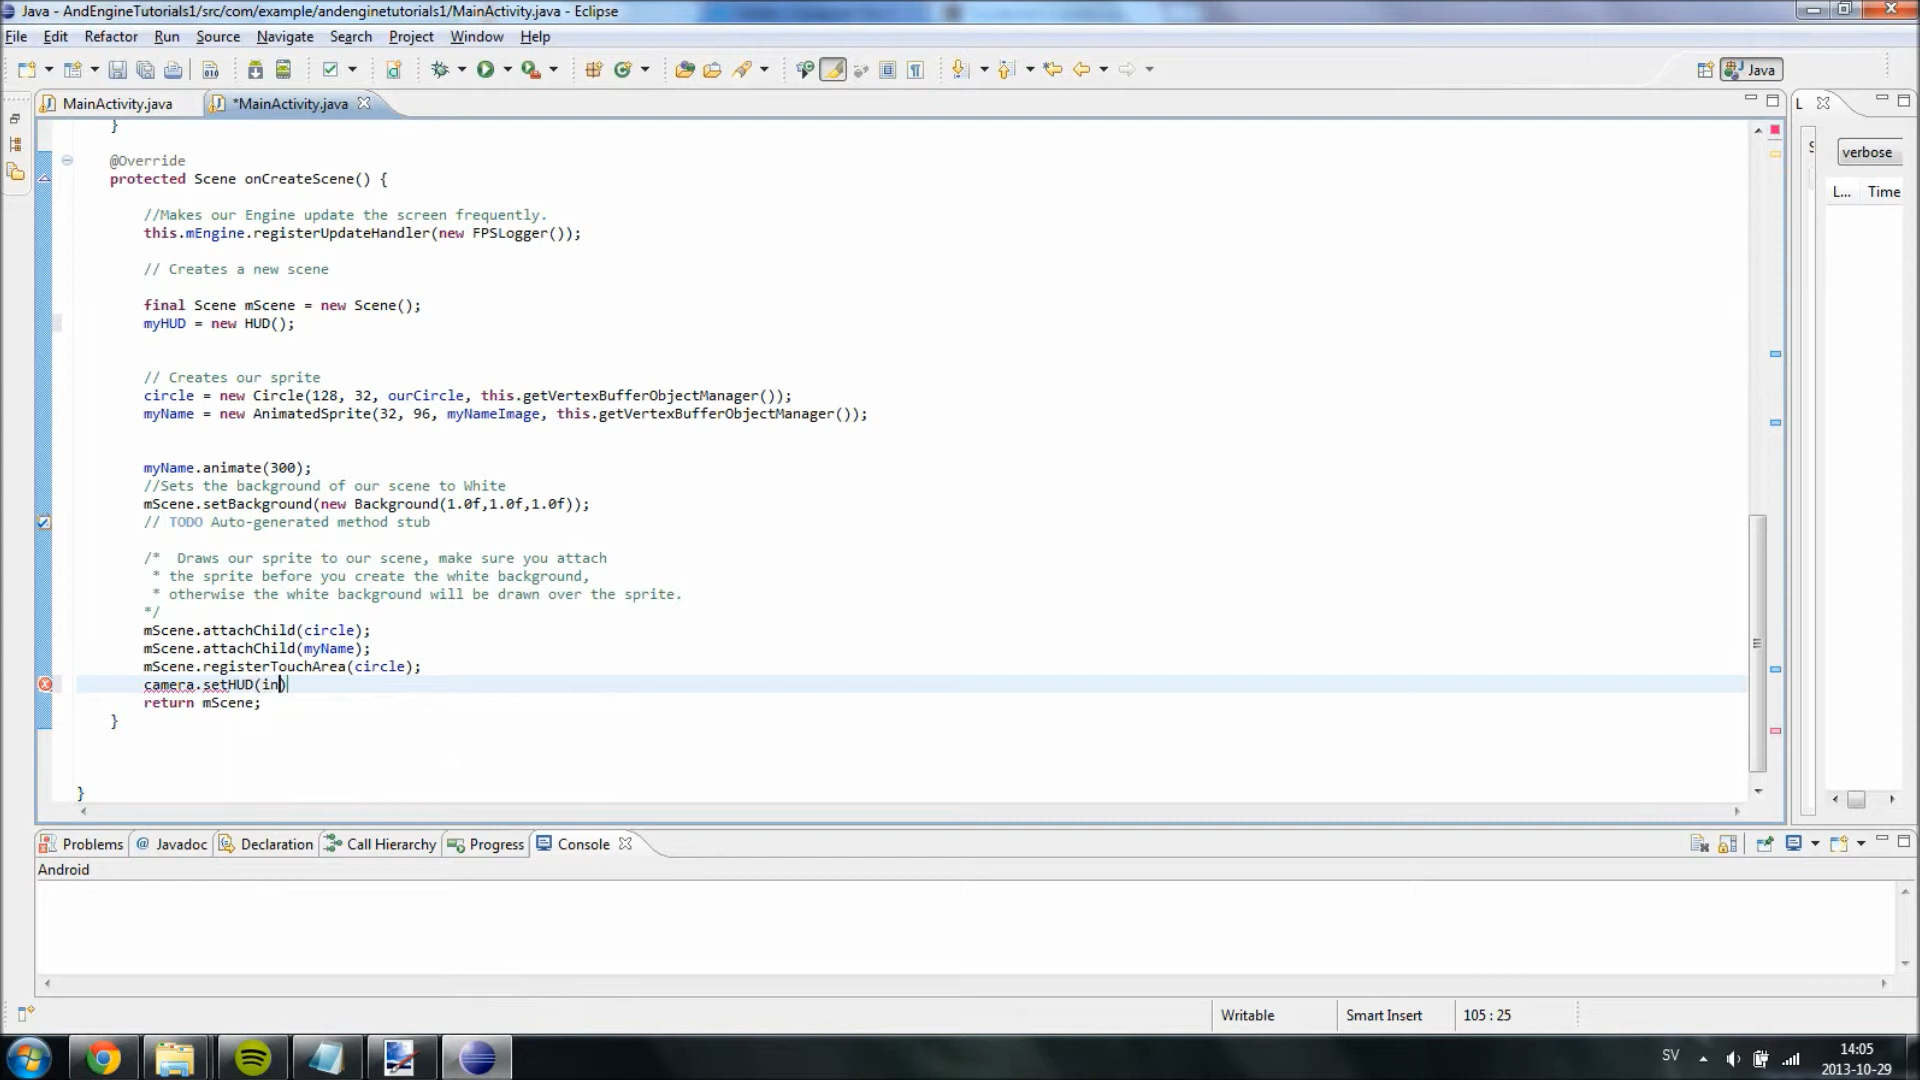 Java - AndEngineTutorials1/src/com/example/andenginetutorials1/MainActivity.java - Eclipse
File Edit Refactor Run Source Navigate Search Project Window Help
Java
MainActivity.java *MainActivity.java L
}
verbose
L... Time
@Override
protected Scene onCreateScene() {
//Makes our Engine update the screen frequently.
this.mEngine.registerUpdateHandler(new FPSLogger());
// Creates a new scene
final Scene mScene = new Scene();
myHUD = new HUD();
// Creates our sprite
circle = new Circle(128, 32, ourCircle, this.getVertexBufferObjectManager());
myName = new AnimatedSprite(32, 96, myNameImage, this.getVertexBufferObjectManager());
myName.animate(300);
//Sets the background of our scene to White
mScene.setBackground(new Background(1.0f,1.0f,1.0f));
// TODO Auto-generated method stub
/*  Draws our sprite to our scene, make sure you attach
* the sprite before you create the white background,
* otherwise the white background will be drawn over the sprite.
*/
mScene.attachChild(circle);
mScene.attachChild(myName);
mScene.registerTouchArea(circle);
camera.setHUD(in)
return mScene;
}
}
Problems @ Javadoc Declaration Call Hierarchy Progress Console
Android
Writable Smart Insert 105 : 25
SV 14:05
2013-10-29